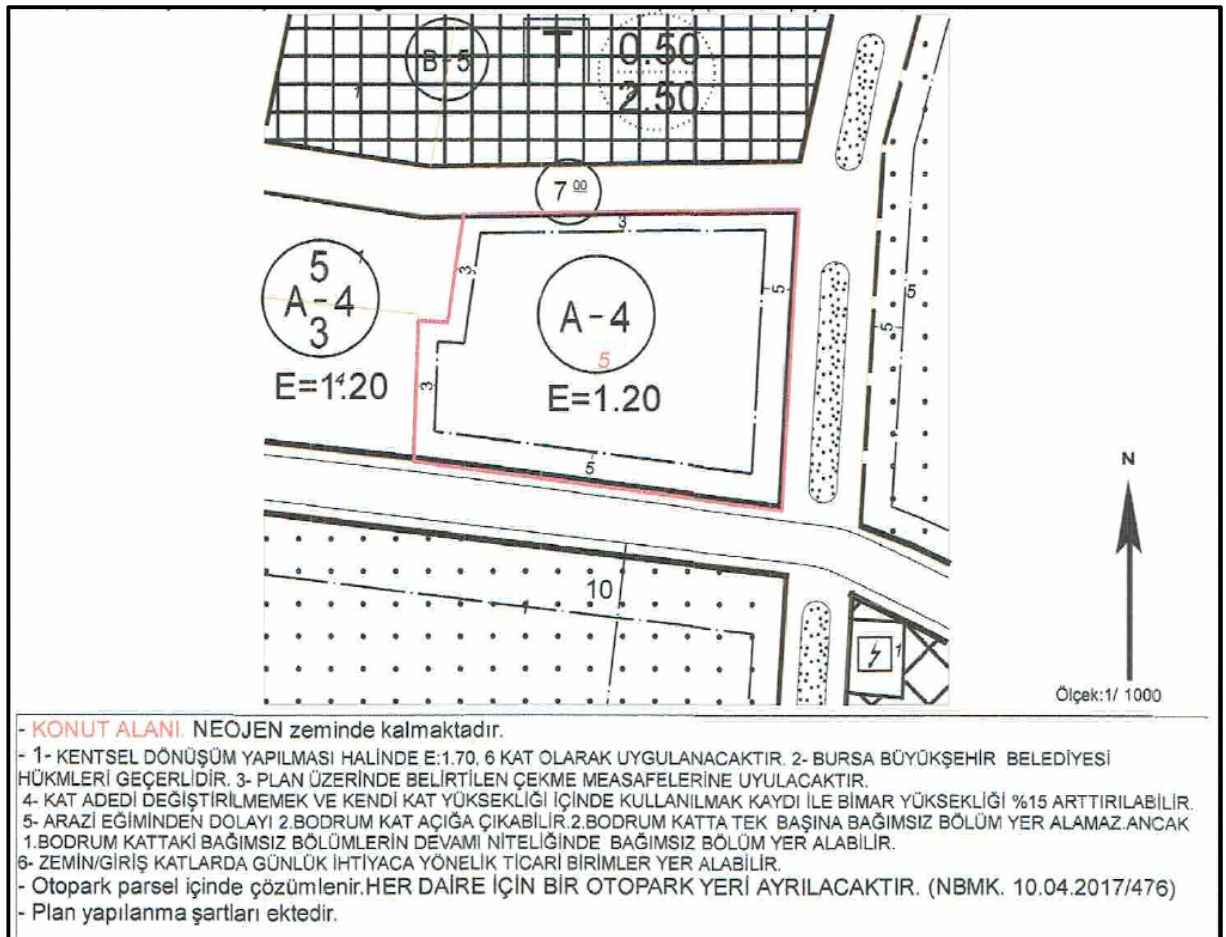 B-5
T
0.50
2.50
1
7 00
3
5
A-4
3
1
E=1.20
4
3
3
A-4
5
E=1.20
5
5
5
5
10
1
1
N
Ölçek:1/ 1000
- KONUT ALANI. NEOJEN zeminde kalmaktadır.
- 1- KENTSEL DÖNÜŞÜM YAPILMASI HALİNDE E:1.70, 6 KAT OLARAK UYGULANACAKTIR. 2- BURSA BÜYÜKŞEHİR BELEDİYESİ
HÜKMLERİ GEÇERLİDİR. 3- PLAN ÜZERİNDE BELİRTİLEN ÇEKME MEASAFELERİNE UYULACAKTIR.
4- KAT ADEDİ DEĞİŞTİRİLMEMEK VE KENDİ KAT YÜKSEKLİĞİ İÇİNDE KULLANILMAK KAYDI İLE BİMAR YÜKSEKLİĞİ %15 ARTTIRILABİLİR.
5- ARAZİ EĞİMİNDEN DOLAYI 2.BODRUM KAT AÇIĞA ÇIKABİLİR.2.BODRUM KATTA TEK BAŞINA BAĞIMSIZ BÖLÜM YER ALAMAZ.ANCAK
1.BODRUM KATTAKİ BAĞIMSIZ BÖLÜMLERİN DEVAMI NİTELİĞİNDE BAĞIMSIZ BÖLÜM YER ALABİLİR.
6- ZEMİN/GİRİŞ KATLARDA GÜNLÜK İHTİYACA YÖNELİK TİCARİ BİRİMLER YER ALABİLİR.
- Otopark parsel içinde çözümlenir.HER DAİRE İÇİN BİR OTOPARK YERİ AYRILACAKTIR. (NBMK. 10.04.2017/476)
- Plan yapılanma şartları ektedir.